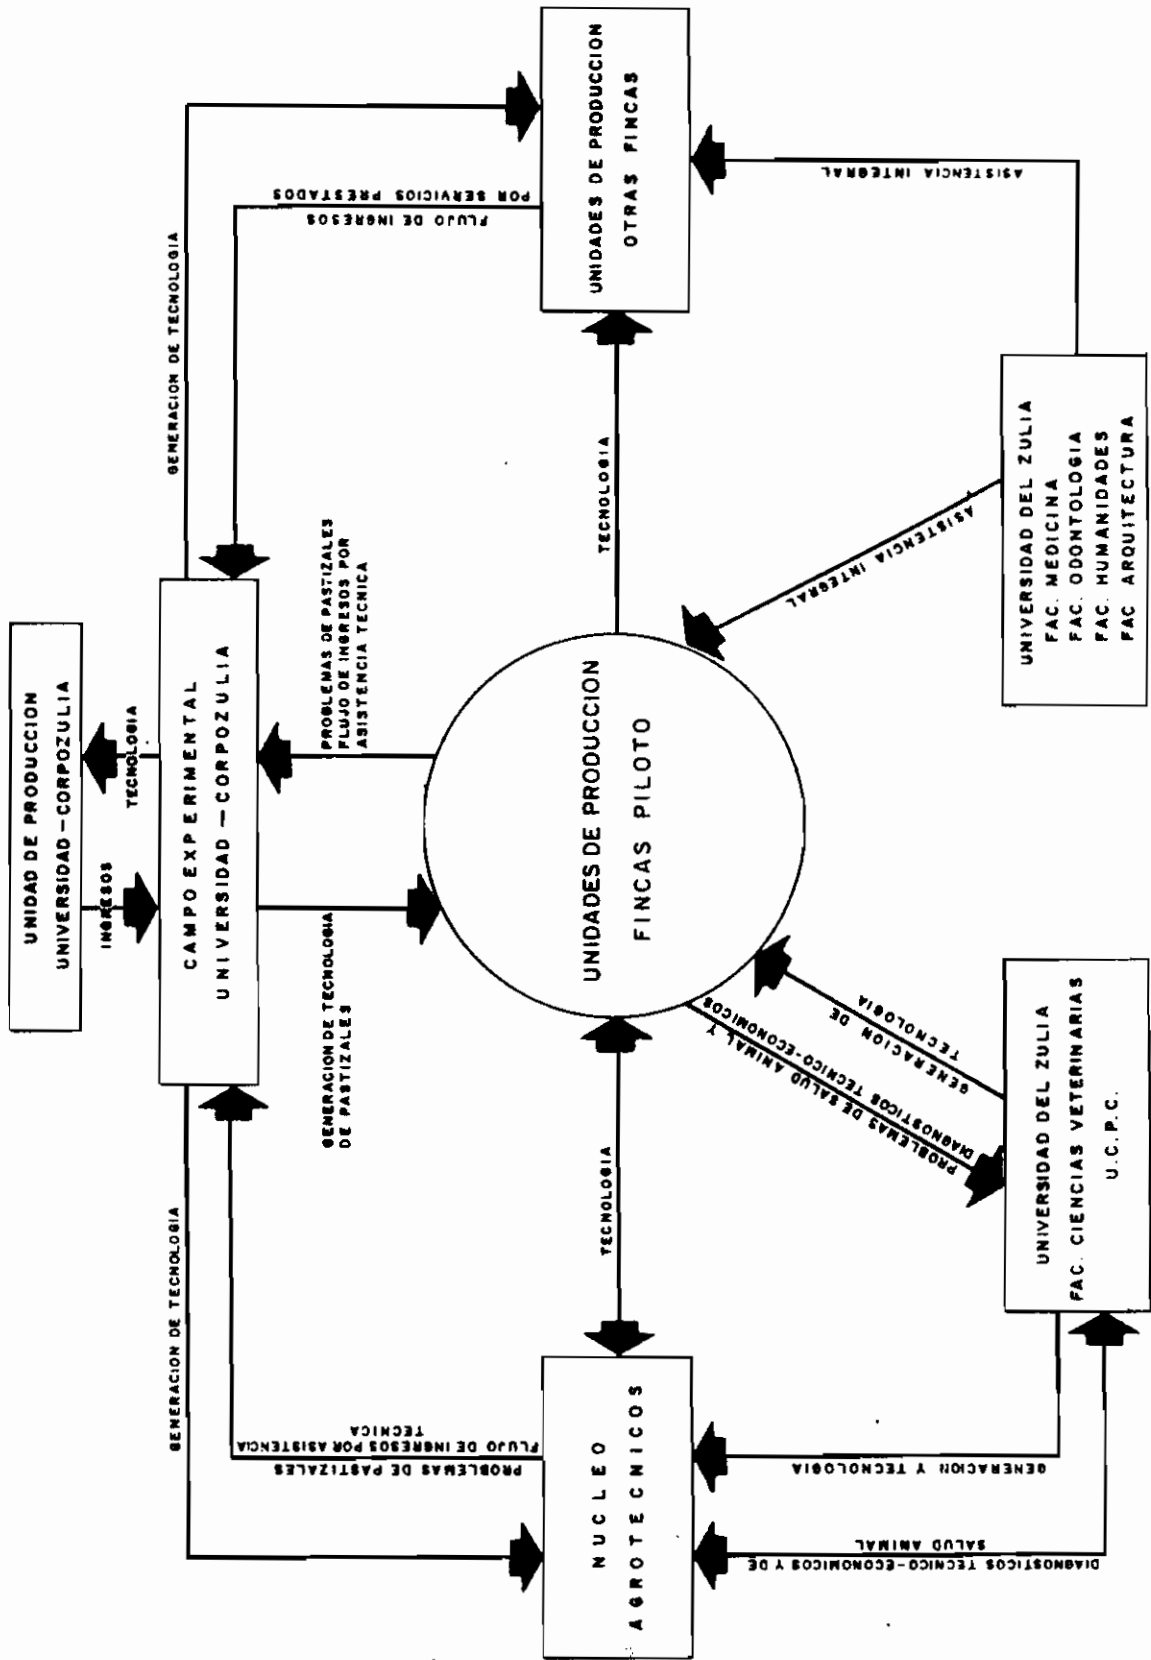 UNIDAD DE PRODUCCION
UNIVERSIDAD-CORPOZULIA
INGRESOS
TECNOLOGIA
CAMPO EXPERIMENTAL
UNIVERSIDAD-CORPOZULIA
GENERACION DE TECNOLOGIA
GENERACION DE TECNOLOGIA
PROBLEMAS DE PASTIZALES
FLUJO DE INGRESOS POR ASISTENCIA
TECNICA
GENERACION DE TECNOLOGIA
DE PASTIZALES
PROBLEMAS DE PASTIZALES
FLUJO DE INGRESOS POR
ASISTENCIA TECNICA
FLUJO DE INGRESOS
POR SERVICIOS PRESTADOS
NUCLEO
AGROTECNICOS
TECNOLOGIA
UNIDADES DE PRODUCCION
FINCAS PILOTO
TECNOLOGIA
UNIDADES DE PRODUCCION
OTRAS FINCAS
DIAGNOSTICOS TECNICO-ECONOMICOS Y DE
SALUD ANIMAL
GENERACION Y TECNOLOGIA
PROBLEMAS DE SALUD ANIMAL Y
DIAGNOSTICOS TECNICO-ECONOMICOS
GENERACION DE
TECNOLOGIA
ASISTENCIA INTEGRAL
ASISTENCIA INTEGRAL
UNIVERSIDAD DEL ZULIA
FAC. CIENCIAS VETERINARIAS
U.C.P.C.
UNIVERSIDAD DEL ZULIA
FAC. MEDICINA
FAC. ODONTOLOGIA
FAC. HUMANIDADES
FAC. ARQUITECTURA